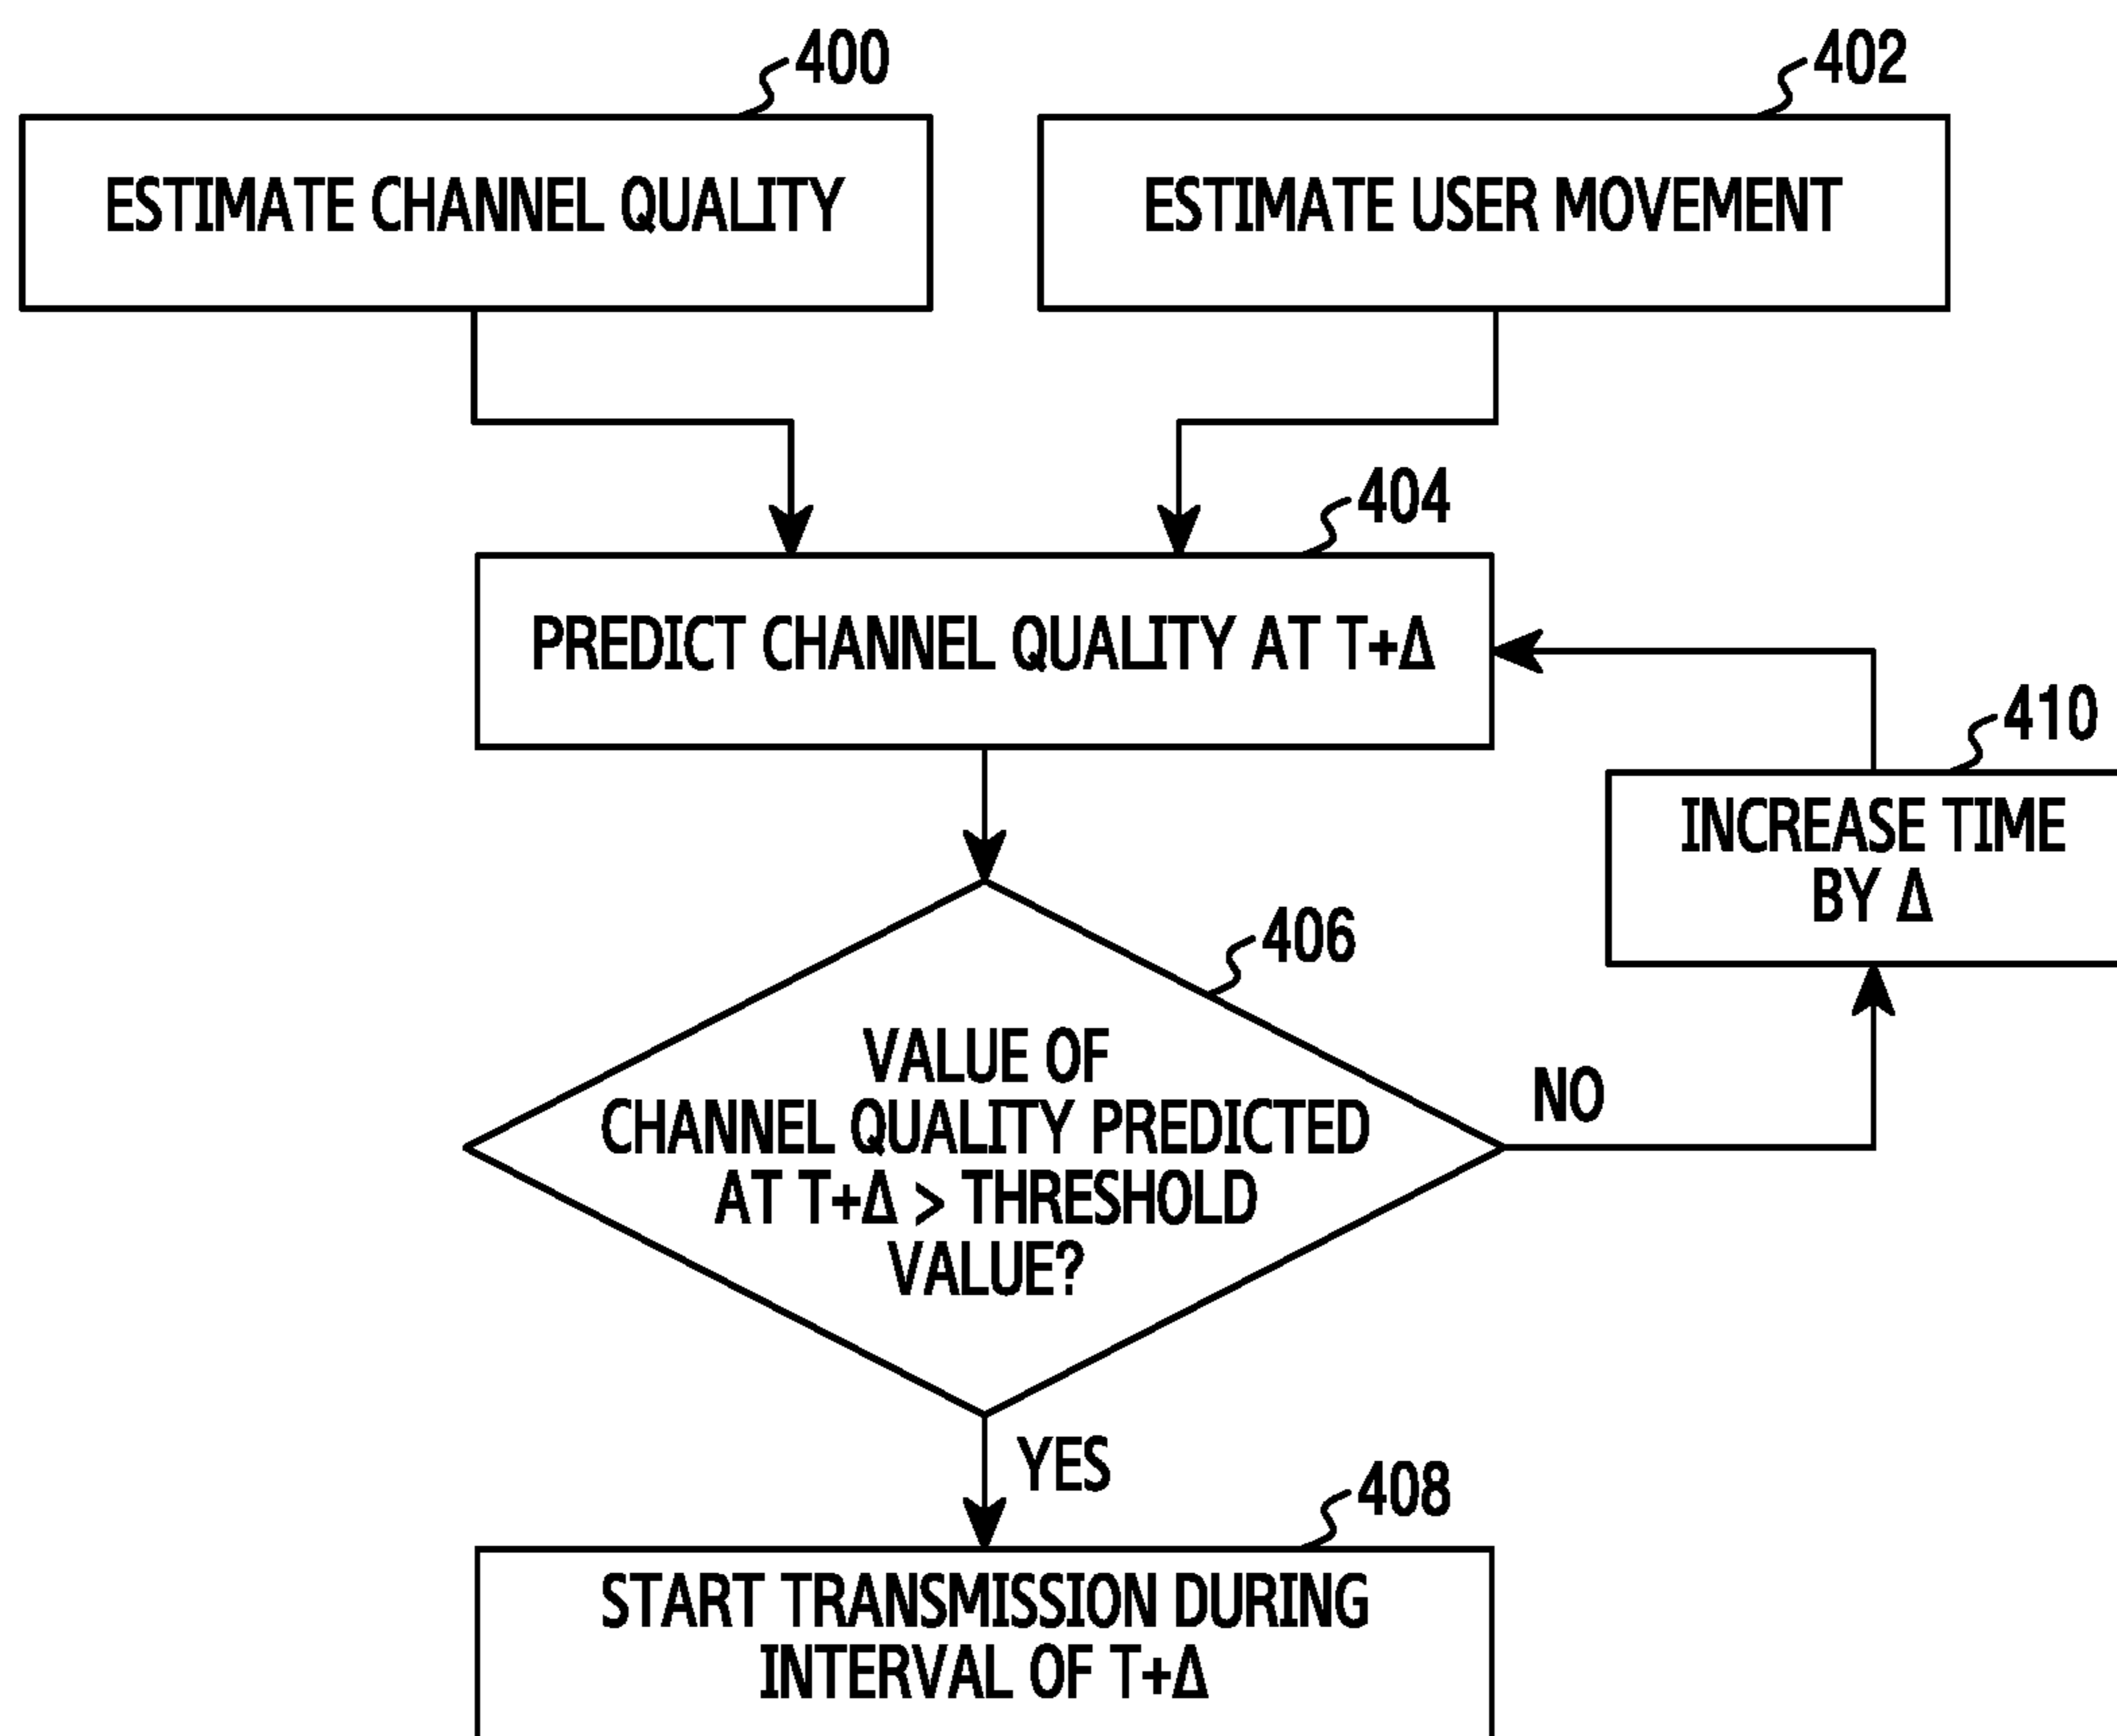 400
ESTIMATE CHANNEL QUALITY
402
ESTIMATE USER MOVEMENT
404
PREDICT CHANNEL QUALITY AT T+Δ
410
INCREASE TIME
BY Δ
406
VALUE OF
CHANNEL QUALITY PREDICTED
AT T+Δ > THRESHOLD
VALUE?
NO
YES
408
START TRANSMISSION DURING
INTERVAL OF T+Δ